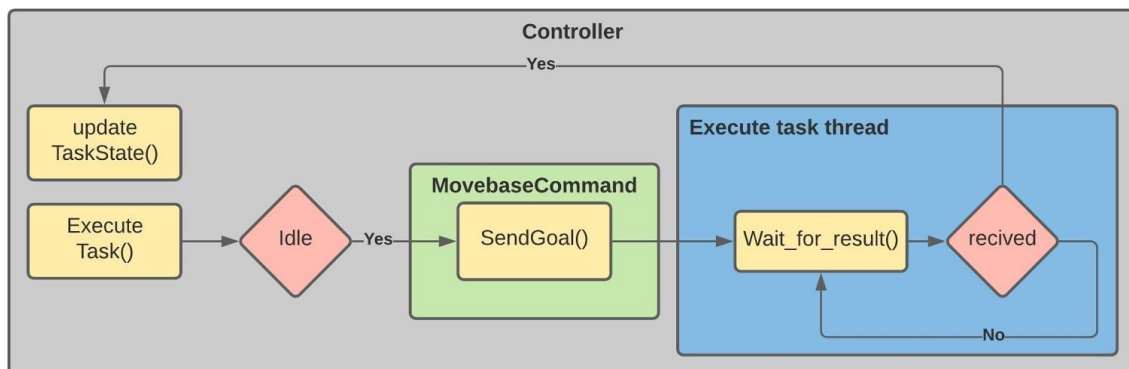 Controller
Yes
update
TaskState()
Execute task thread
MovebaseCommand
Execute
Task()
Idle
Yes
SendGoal()
Wait_for_result()
recived
No